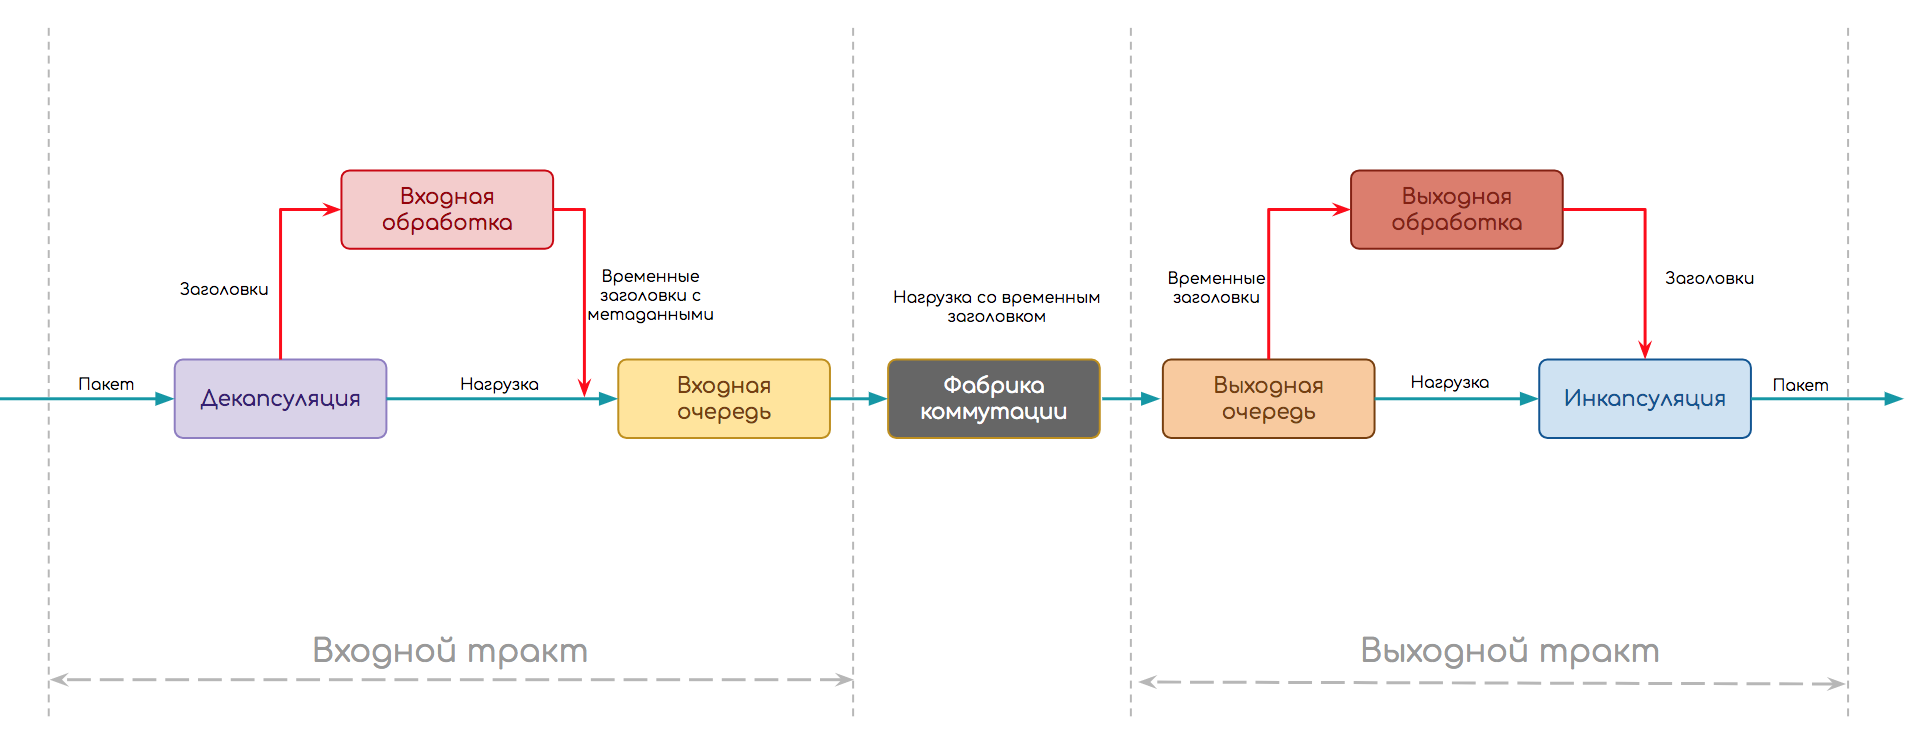 Входная
обработка
Выходная
обработка
Заголовки
Временные
заголовки с
метаданными
Нагрузка со временным
заголовком
Временные
заголовки
Заголовки
Пакет
Декапсуляция
Нагрузка
Входная
очередь
Фабрика
коммутации
Выходная
очередь
Нагрузка
Инкапсуляция
Пакет
Входной тракт
Выходной тракт